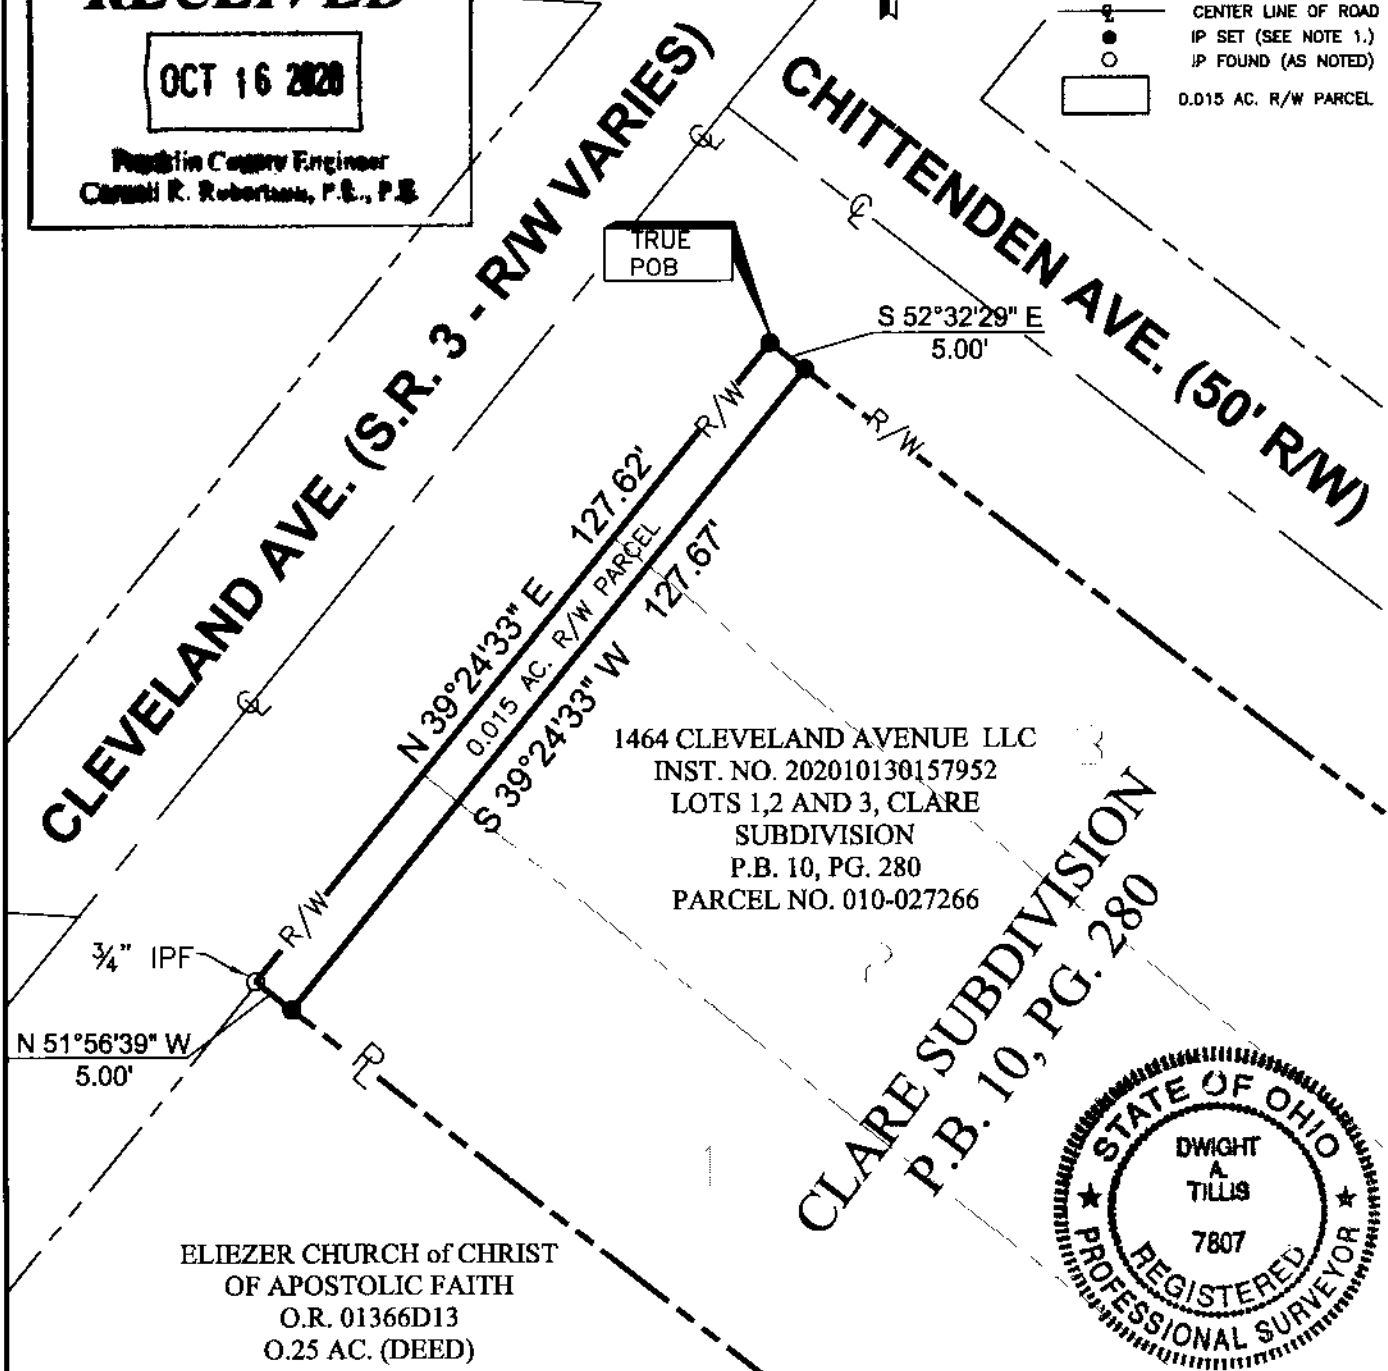 RECEIVED
OCT 16 2020
Franklin County Engineer
Cornell R. Robertson, P.E., P.S.
CENTER LINE OF ROAD
IP SET (SEE NOTE 1.)
IP FOUND (AS NOTED)
0.015 AC. R/W PARCEL
CLEVELAND AVE. (S.R. 3 - R/W VARIES)
CHITTENDEN AVE. (50' R/W)
TRUE
POB
S 52°32'29" E
5.00'
R/W
R/W
N 39°24'33" E 127.62'
0.015 AC. R/W PARCEL
S 39°24'33" W 127.67'
R/W
3/4" IPF
N 51°56'39" W
5.00'
PL
1464 CLEVELAND AVENUE LLC
INST. NO. 202010130157952
LOTS 1,2 AND 3, CLARE
SUBDIVISION
P.B. 10, PG. 280
PARCEL NO. 010-027266
3
2
1
CLARE SUBDIVISION
P.B. 10, PG. 280
ELIEZER CHURCH of CHRIST
OF APOSTOLIC FAITH
O.R. 01366D13
O.25 AC. (DEED)
STATE OF OHIO
DWIGHT
A.
TILLIS
7807
REGISTERED
PROFESSIONAL SURVEYOR